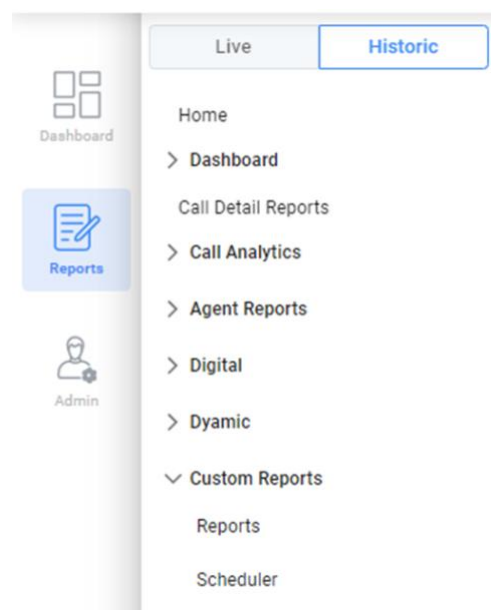 Live
Historic
Dashboard
Reports
Admin
Home
Dashboard
Call Detail Reports
Call Analytics
Agent Reports
Digital
Dyamic
Custom Reports
Reports
Scheduler